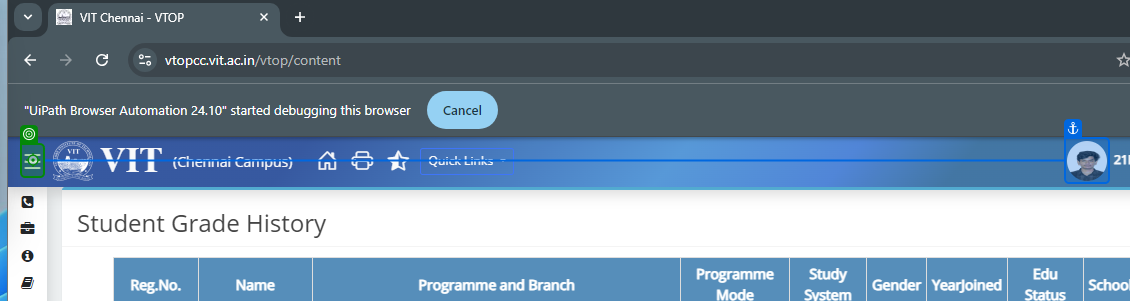 VIT Chennai - VTOP
vtopcc.vit.ac.in/vtop/content
"UiPath Browser Automation 24.10" started debugging this browser Cancel
VIT (Chennai Campus) Quick Links
Student Grade History
Reg.No. Name Programme and Branch Programme Mode Study System Gender YearJoined Edu Status School